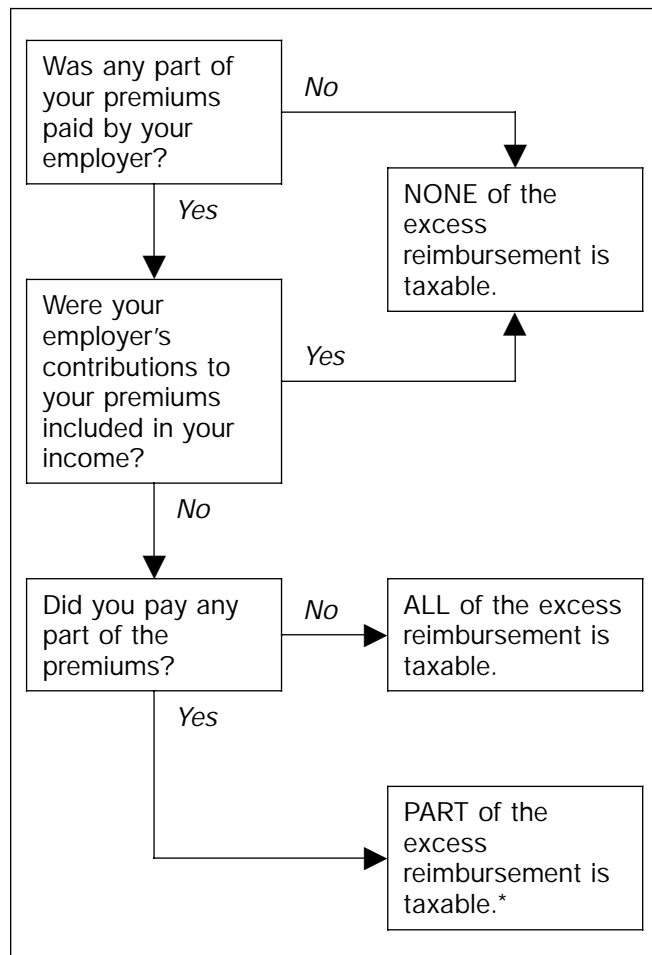 Was any part of
your premiums
paid by your
employer?
No
Yes
NONE of the
excess
reimbursement is
taxable.
Were your
employer's
contributions to
your premiums
included in your
income?
Yes
No
Did you pay any
part of the
premiums?
No
ALL of the excess
reimbursement is
taxable.
Yes
PART of the
excess
reimbursement is
taxable.*